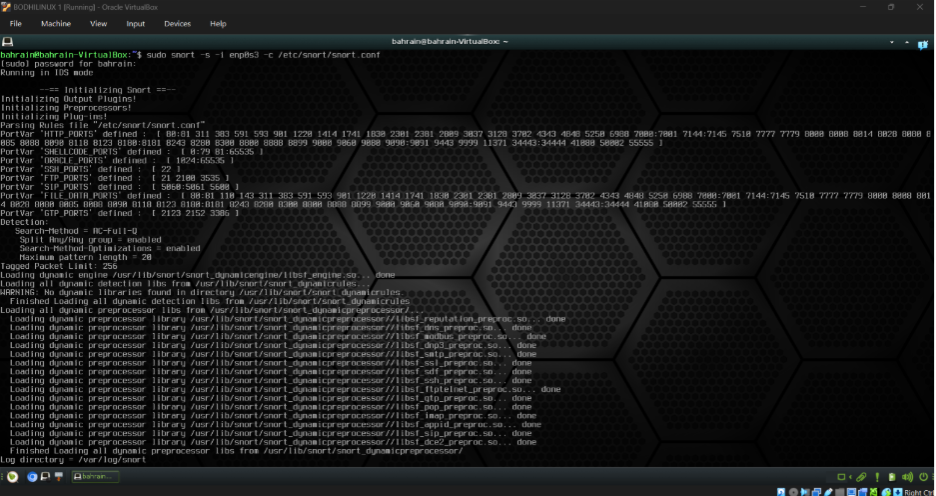 BODHILINUX 1 [Running] - Oracle VirtualBox
File Machine View Input Devices Help
bahrain@bahrain-VirtualBox: ~
bahrain@bahrain-VirtualBox:~$ sudo snort -s -i enp0s3 -c /etc/snort/snort.conf
[sudo] password for bahrain:
Running in IDS mode
--== Initializing Snort ==--
Initializing Output Plugins!
Initializing Preprocessors!
Initializing Plug-ins!
Parsing Rules file "/etc/snort/snort.conf"
PortVar 'HTTP_PORTS' defined : [ 80:81 311 383 591 593 901 1220 1414 1741 1830 2301 2381 2809 3037 3128 3702 4343 4848 5250 6988 7000:7001 7144:7145 7510 7777 7779 8000 8008 8014 8028 8080 8
085 8088 8090 8118 8123 8180:8181 8243 8280 8300 8800 8888 8899 9000 9060 9080 9090:9091 9443 9999 11371 34443:34444 41080 50002 55555 ]
PortVar 'SHELLCODE_PORTS' defined : [ 0:79 81:65535 ]
PortVar 'ORACLE_PORTS' defined : [ 1024:65535 ]
PortVar 'SSH_PORTS' defined : [ 22 ]
PortVar 'FTP_PORTS' defined : [ 21 2100 3535 ]
PortVar 'SIP_PORTS' defined : [ 5060:5061 5600 ]
PortVar 'FILE_DATA_PORTS' defined : [ 80:81 110 143 311 383 591 593 901 1220 1414 1741 1830 2301 2381 2809 3037 3128 3702 4343 4848 5250 6988 7000:7001 7144:7145 7510 7777 7779 8000 8008 801
4 8028 8080 8085 8088 8090 8118 8123 8180:8181 8243 8280 8300 8800 8888 8899 9000 9060 9080 9090:9091 9443 9999 11371 34443:34444 41080 50002 55555 ]
PortVar 'GTP_PORTS' defined : [ 2123 2152 3386 ]
Detection:
Search-Method = AC-Full-Q
Split Any/Any group = enabled
Search-Method-Optimizations = enabled
Maximum pattern length = 20
Tagged Packet Limit: 256
Loading dynamic engine /usr/lib/snort/snort_dynamicengine/libsf_engine.so... done
Loading all dynamic detection libs from /usr/lib/snort/snort_dynamicrules...
WARNING: No dynamic libraries found in directory /usr/lib/snort/snort_dynamicrules.
Finished Loading all dynamic detection libs from /usr/lib/snort/snort_dynamicrules
Loading all dynamic preprocessor libs from /usr/lib/snort/snort_dynamicpreprocessor/...
Loading dynamic preprocessor library /usr/lib/snort/snort_dynamicpreprocessor//libsf_reputation_preproc.so... done
Loading dynamic preprocessor library /usr/lib/snort/snort_dynamicpreprocessor//libsf_dns_preproc.so... done
Loading dynamic preprocessor library /usr/lib/snort/snort_dynamicpreprocessor//libsf_modbus_preproc.so... done
Loading dynamic preprocessor library /usr/lib/snort/snort_dynamicpreprocessor//libsf_dnp3_preproc.so... done
Loading dynamic preprocessor library /usr/lib/snort/snort_dynamicpreprocessor//libsf_smtp_preproc.so... done
Loading dynamic preprocessor library /usr/lib/snort/snort_dynamicpreprocessor//libsf_ssl_preproc.so... done
Loading dynamic preprocessor library /usr/lib/snort/snort_dynamicpreprocessor//libsf_sdf_preproc.so... done
Loading dynamic preprocessor library /usr/lib/snort/snort_dynamicpreprocessor//libsf_ssh_preproc.so... done
Loading dynamic preprocessor library /usr/lib/snort/snort_dynamicpreprocessor//libsf_ftptelnet_preproc.so... done
Loading dynamic preprocessor library /usr/lib/snort/snort_dynamicpreprocessor//libsf_gtp_preproc.so... done
Loading dynamic preprocessor library /usr/lib/snort/snort_dynamicpreprocessor//libsf_pop_preproc.so... done
Loading dynamic preprocessor library /usr/lib/snort/snort_dynamicpreprocessor//libsf_imap_preproc.so... done
Loading dynamic preprocessor library /usr/lib/snort/snort_dynamicpreprocessor//libsf_appid_preproc.so... done
Loading dynamic preprocessor library /usr/lib/snort/snort_dynamicpreprocessor//libsf_sip_preproc.so... done
Loading dynamic preprocessor library /usr/lib/snort/snort_dynamicpreprocessor//libsf_dce2_preproc.so... done
Finished Loading all dynamic preprocessor libs from /usr/lib/snort/snort_dynamicpreprocessor/
Log directory = /var/log/snort
bahrain...
Right Ctrl